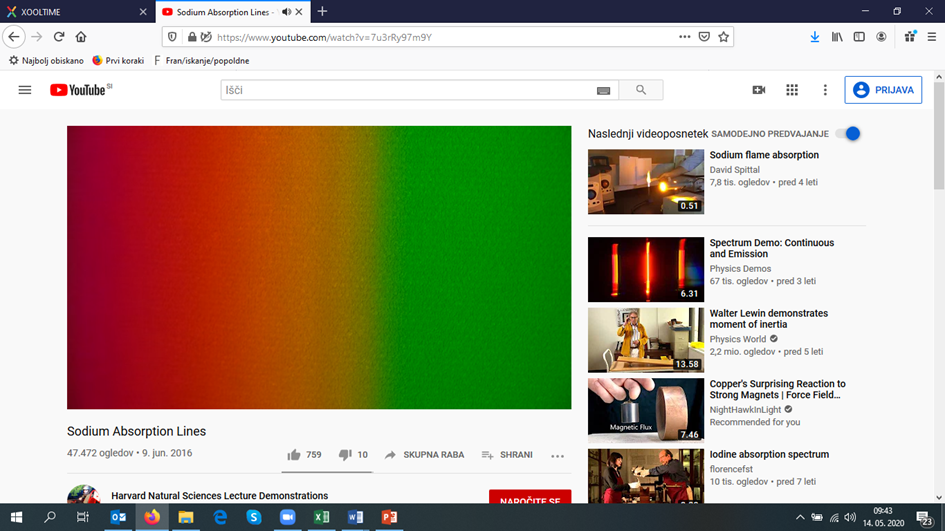 XOOLTIME
Sodium Absorption Lines -
https://www.youtube.com/watch?v=7u3rRy97m9Y
Najbolj obiskano
Prvi koraki
Fran/iskanje/popoldne
YouTube SI
Išči
PRIJAVA
Naslednji videoposnetek
SAMODEJNO PREDVAJANJE
Sodium flame absorption
David Spittal
7,8 tis. ogledov • pred 4 leti
0.51
Spectrum Demo: Continuous
and Emission
Physics Demos
67 tis. ogledov • pred 3 leti
6.31
Walter Lewin demonstrates
moment of inertia
Physics World
2,2 mio. ogledov • pred 5 leti
13.58
Copper's Surprising Reaction to
Strong Magnets | Force Field…
NightHawkInLight
Recommended for you
Magnetic Flux
7.46
Iodine absorption spectrum
florencefst
10 tis. ogledov • pred 7 leti
Sodium Absorption Lines
47.472 ogledov • 9. jun. 2016
759
10
SKUPNA RABA
SHRANI
Harvard Natural Sciences Lecture Demonstrations
NAROČITE SE
09:43
14. 05. 2020
23